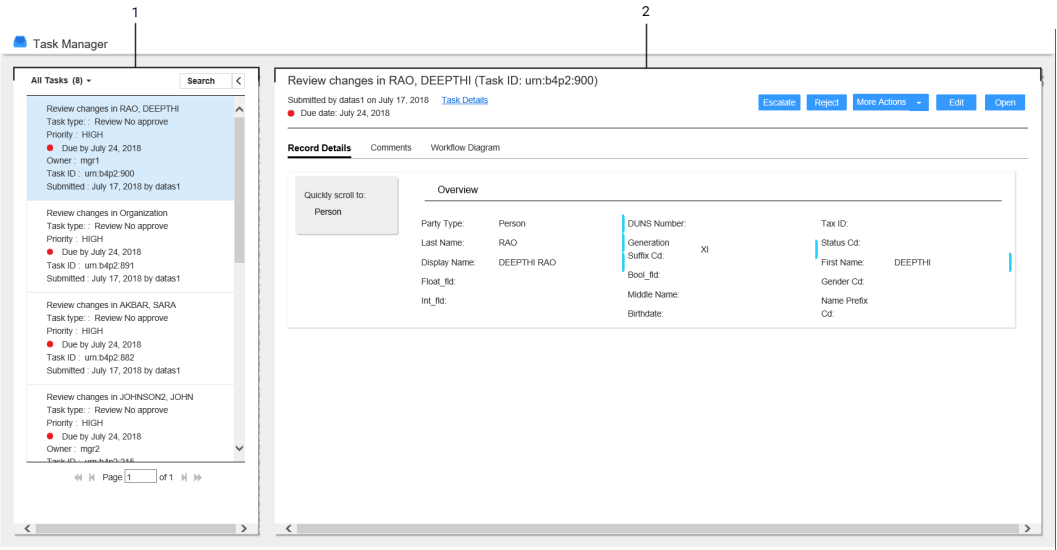 1
2
Task Manager
All Tasks (8)
Search
Review changes in RAO, DEEPTHI
Task type: : Review No approve
Priority : HIGH
Due by July 24, 2018
Owner : mgr1
Task ID : urn:b4p2:900
Submitted : July 17, 2018 by datas1
Review changes in Organization
Task type: : Review No approve
Priority : HIGH
Due by July 24, 2018
Task ID : urn:b4p2:891
Submitted : July 17, 2018 by datas1
Review changes in AKBAR, SARA
Task type: : Review No approve
Priority : HIGH
Due by July 24, 2018
Task ID : urn:b4p2:882
Submitted : July 17, 2018 by datas1
Review changes in JOHNSON2, JOHN
Task type: : Review No approve
Priority : HIGH
Due by July 24, 2018
Owner : mgr2
Task ID : urn:b4p2:216
Page 1 of 1
Review changes in RAO, DEEPTHI (Task ID: urn:b4p2:900)
Submitted by datas1 on July 17, 2018 Task Details
Due date: July 24, 2018
Escalate Reject More Actions Edit Open
Record Details Comments Workflow Diagram
Quickly scroll to:
Person
Overview
Party Type: Person
Last Name: RAO
Display Name: DEEPTHI RAO
Float_fld:
Int_fld:
DUNS Number:
Generation
Suffix Cd: XI
Bool_fld:
Middle Name:
Birthdate:
Tax ID:
Status Cd:
First Name: DEEPTHI
Gender Cd:
Name Prefix
Cd: